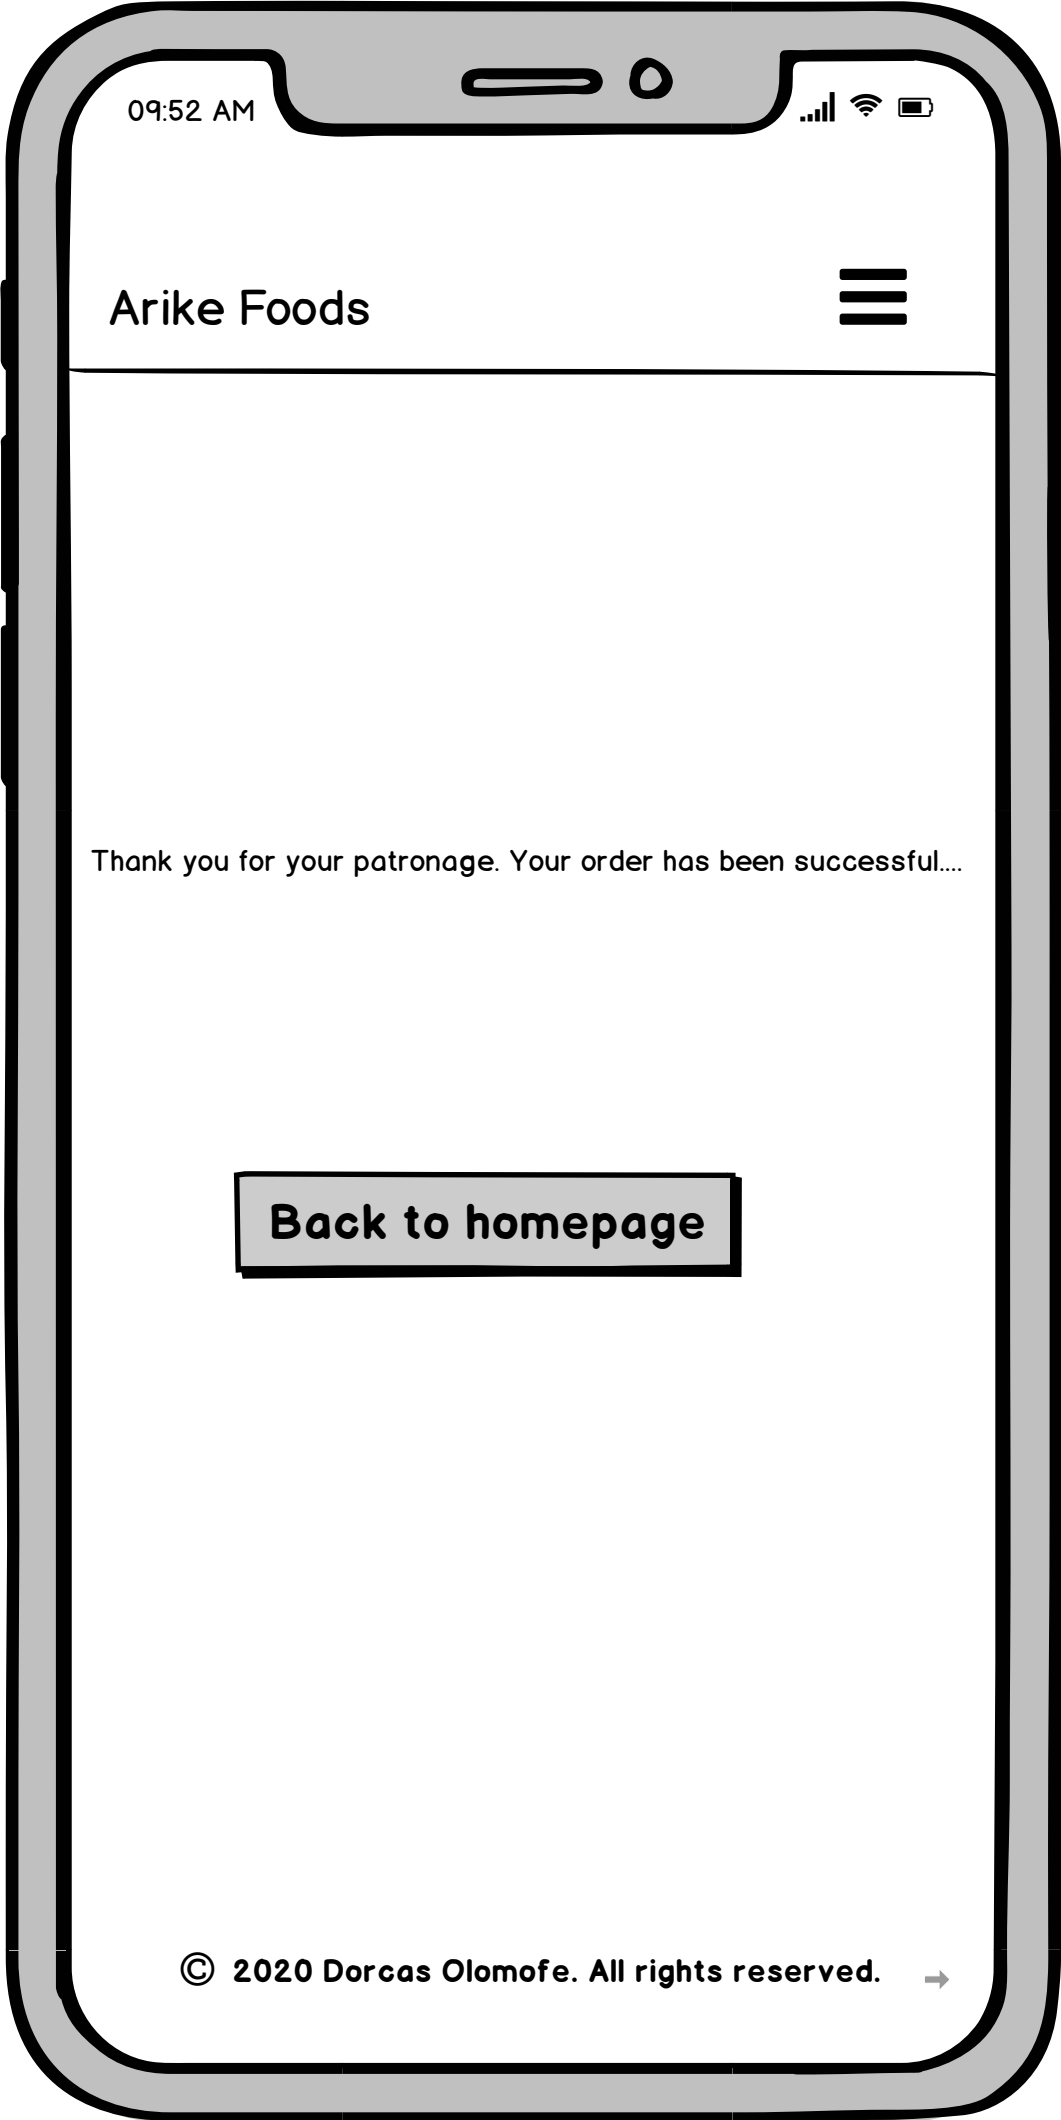 09:52 AM
Arike Foods
Thank you for your patronage. Your order has been successful....
Back to homepage
© 2020 Dorcas Olomofe. All rights reserved.